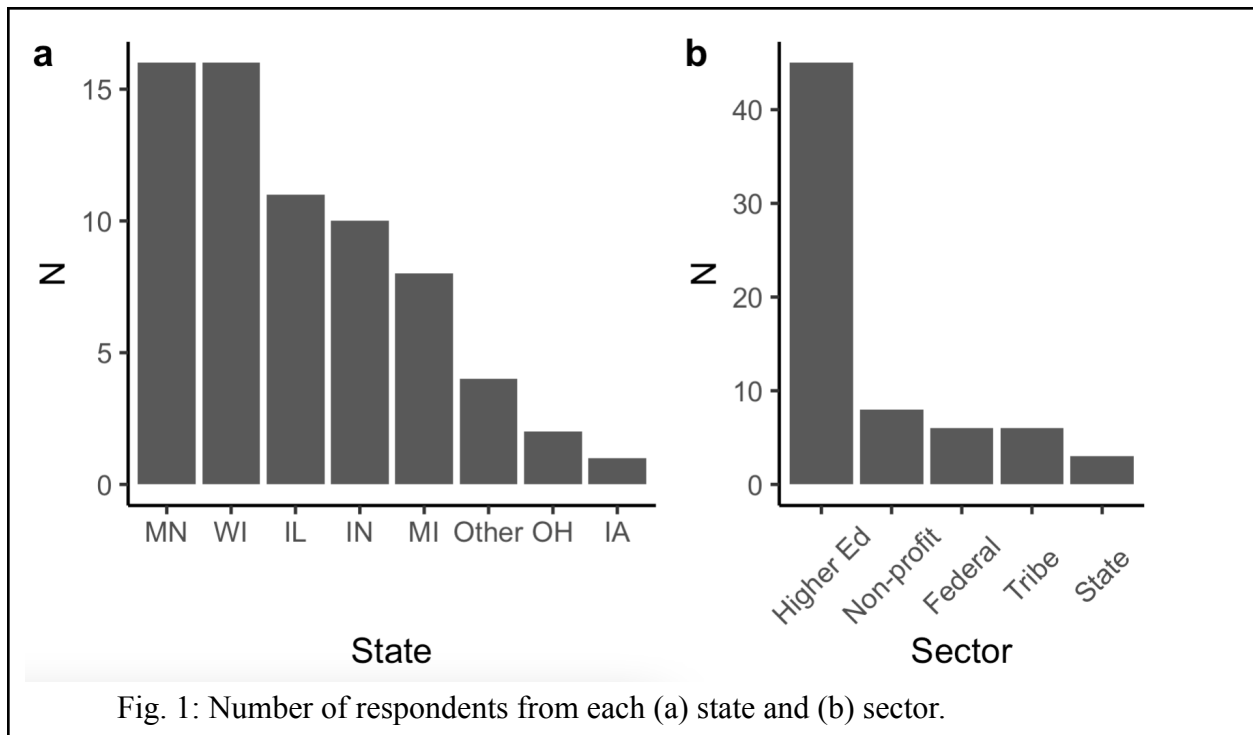 a
15
10
5
0
N
MN WI IL IN MI Other OH IA
State
b
40
30
20
10
0
N
Higher Ed
Non-profit
Federal
Tribe
State
Sector
Fig. 1: Number of respondents from each (a) state and (b) sector.